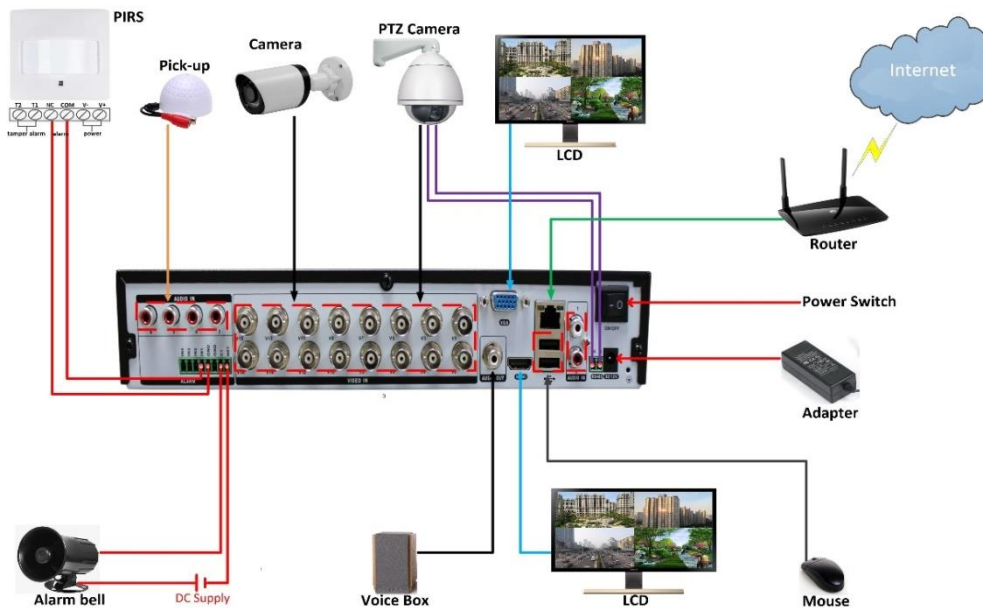 PIRS
Pick-up
Camera
PTZ Camera
T2 T1 NC COM V- V+
tamper alarm alarm power
LCD
Internet
Router
AUDIO IN
ON/OFF
Power Switch
ALARM
VIDEO IN
AUDIO IN
Adapter
Alarm bell
DC Supply
Voice Box
LCD
Mouse